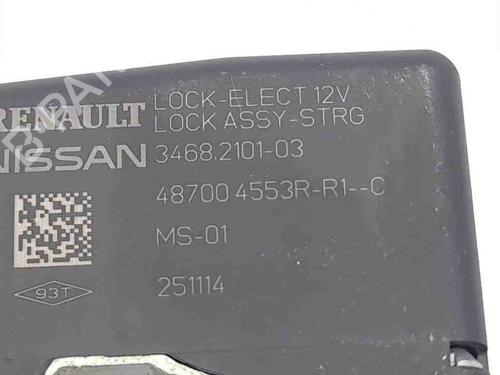 RENAULT LOCK-ELECT 12V
LOCK ASSY-STRG
NISSAN 3468.2101-03
48700 4553R-R1--C
MS-01
93T 251114